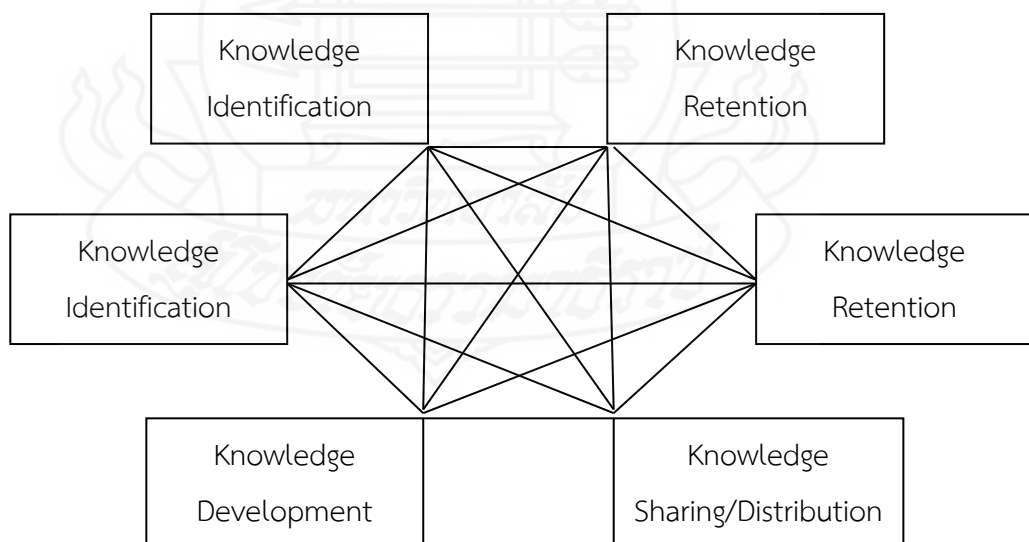 Knowledge
Identification
Knowledge
Retention
Knowledge
Identification
Knowledge
Retention
Knowledge
Development
Knowledge
Sharing/Distribution